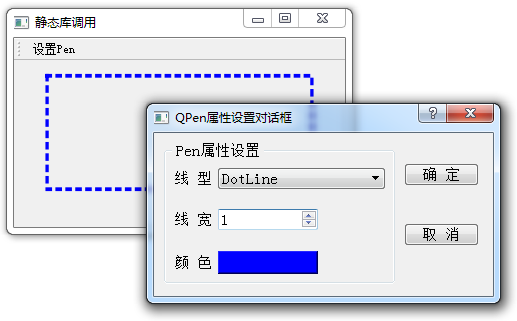 静态库调用
设置Pen
QPen属性设置对话框
Pen属性设置
线 型 DotLine
确 定
线 宽 1
取 消
颜 色